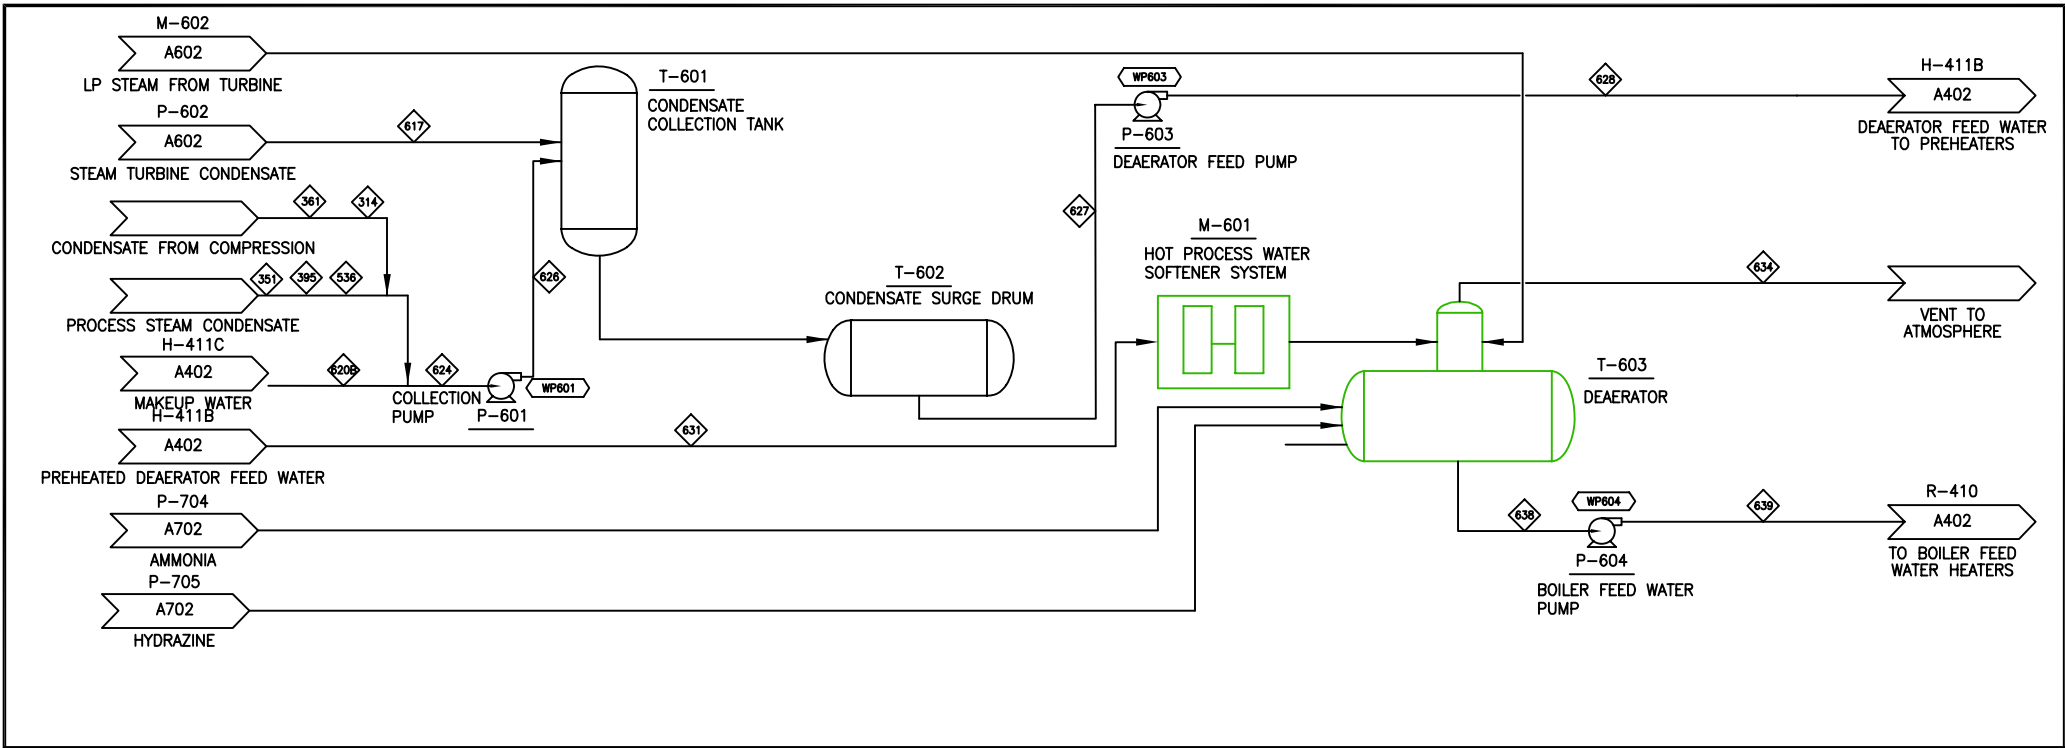 M-602
A602
LP STEAM FROM TURBINE
P-602
A602
STEAM TURBINE CONDENSATE
617
361
314
CONDENSATE FROM COMPRESSION
351
395
536
PROCESS STEAM CONDENSATE
H-411C
A402
MAKEUP WATER
620B
624
COLLECTION
PUMP
P-601
WP601
626
H-411B
A402
PREHEATED DEAERATOR FEED WATER
631
P-704
A702
AMMONIA
P-705
A702
HYDRAZINE
T-601
CONDENSATE
COLLECTION TANK
T-602
CONDENSATE SURGE DRUM
627
WP603
P-603
DEAERATOR FEED PUMP
M-601
HOT PROCESS WATER
SOFTENER SYSTEM
628
H-411B
A402
DEAERATOR FEED WATER
TO PREHEATERS
634
VENT TO
ATMOSPHERE
T-603
DEAERATOR
638
WP604
P-604
BOILER FEED WATER
PUMP
639
R-410
A402
TO BOILER FEED
WATER HEATERS